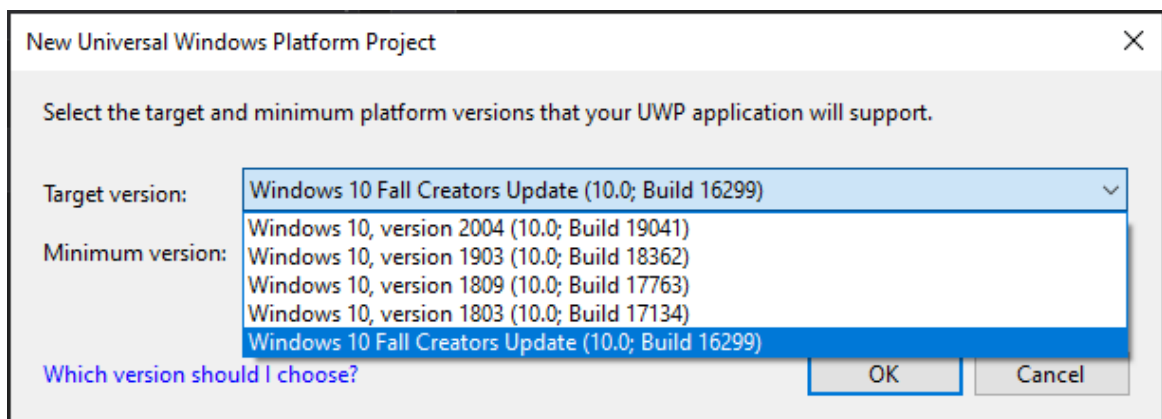 New Universal Windows Platform Project
Select the target and minimum platform versions that your UWP application will support.
Target version:
Windows 10 Fall Creators Update (10.0; Build 16299)
Windows 10, version 2004 (10.0; Build 19041)
Minimum version:
Windows 10, version 1903 (10.0; Build 18362)
Windows 10, version 1809 (10.0; Build 17763)
Windows 10, version 1803 (10.0; Build 17134)
Windows 10 Fall Creators Update (10.0; Build 16299)
Which version should I choose?
OK
Cancel